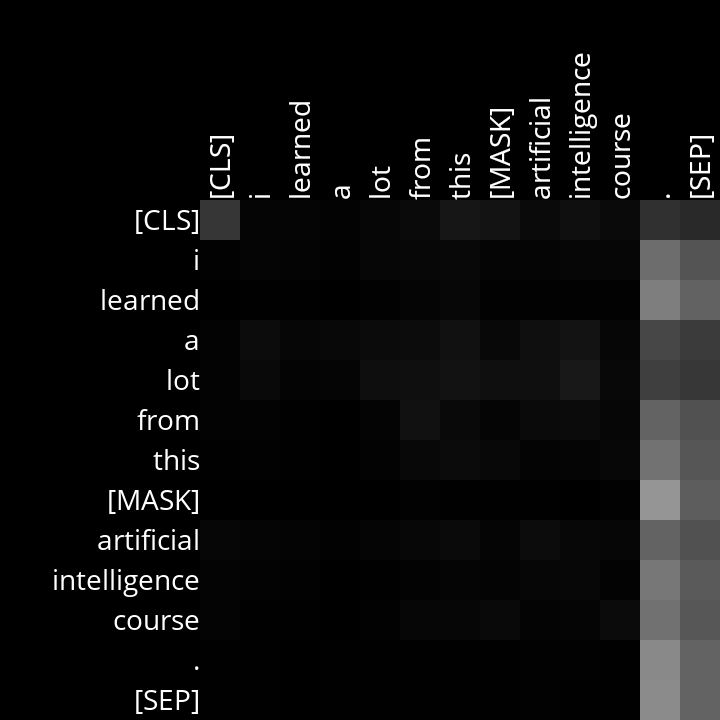 [CLS] i learned a lot from this [MASK] artificial intelligence course . [SEP]
[CLS]
i
learned
a
lot
from
this
[MASK]
artificial
intelligence
course
.
[SEP]